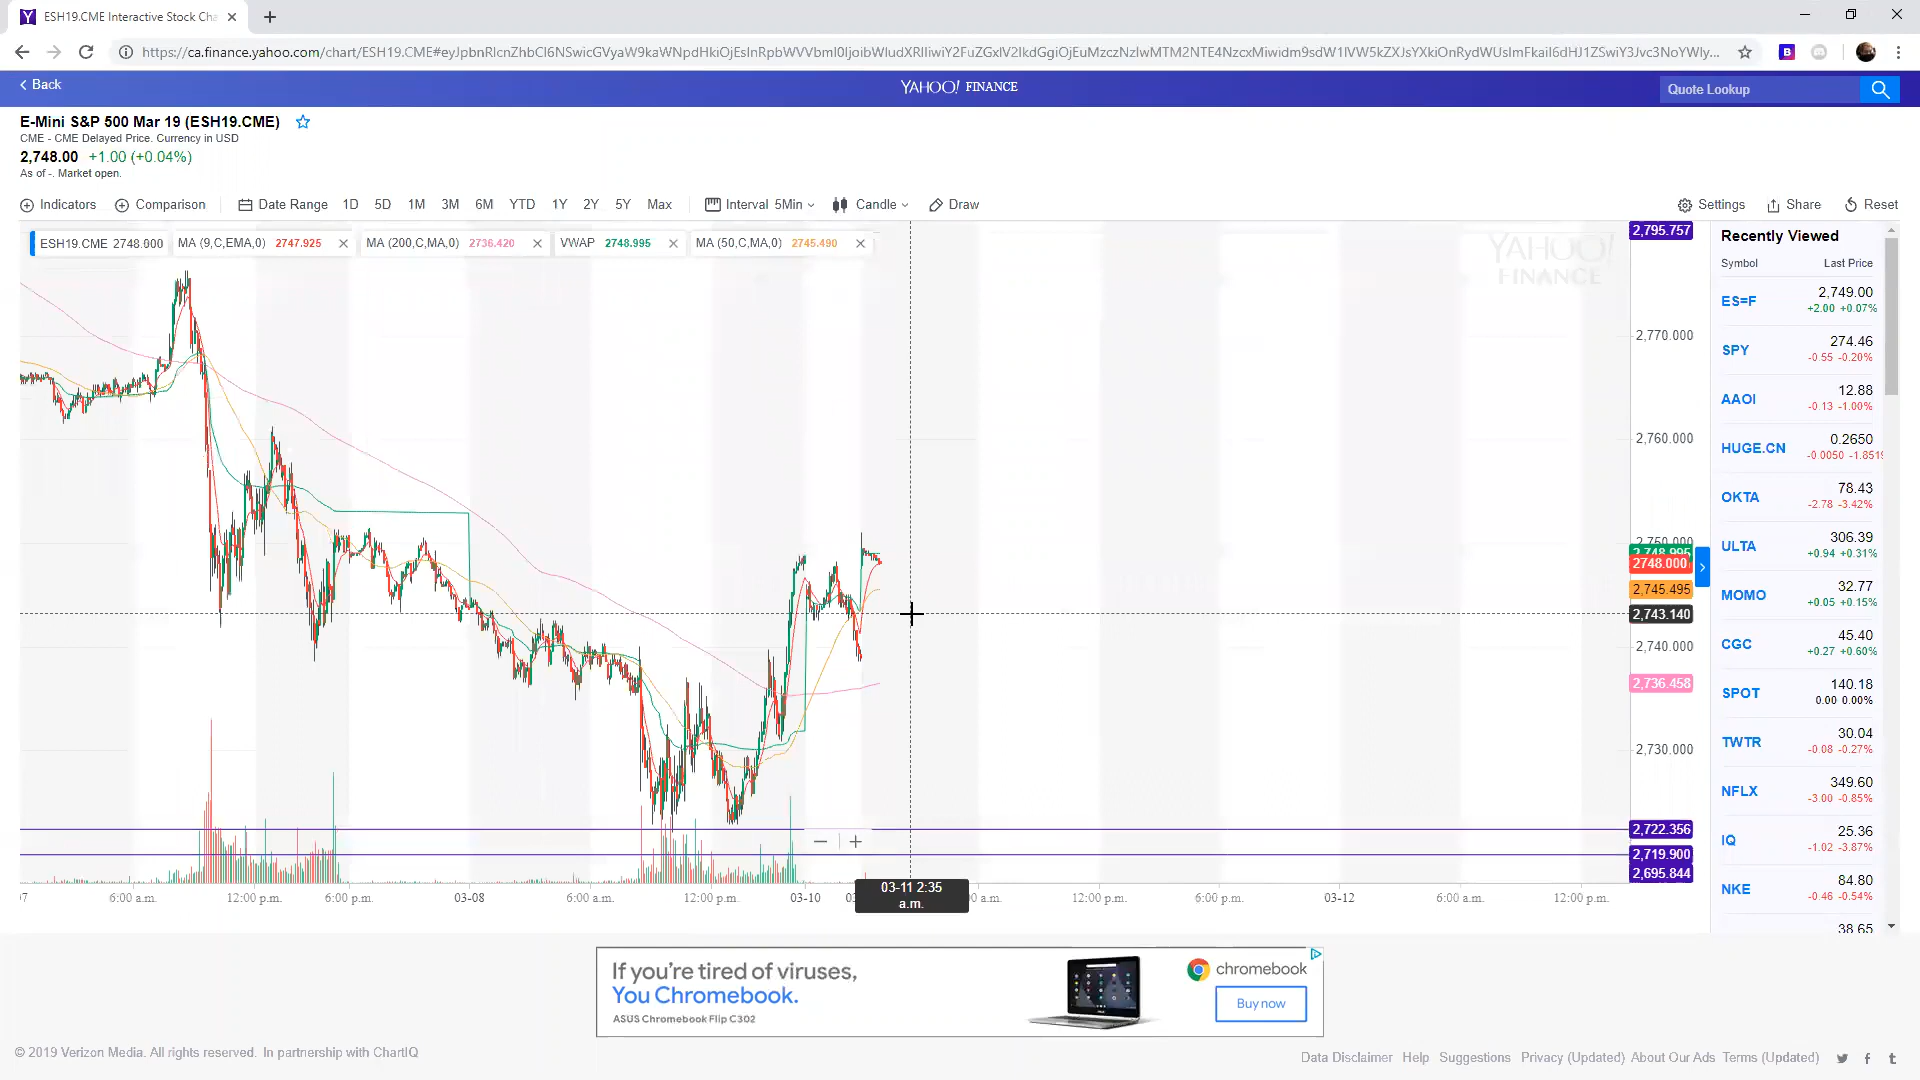 ESH19.CME Interactive Stock Cha
https://ca.finance.yahoo.com/chart/ESH19.CME#
Back
YAHOO! FINANCE
Quote Lookup
E-Mini S&P 500 Mar 19 (ESH19.CME)
CME - CME Delayed Price. Currency in USD
2,748.00 +1.00 (+0.04%)
As of -. Market open.
Indicators Comparison Date Range 1D 5D 1M 3M 6M YTD 1Y 2Y 5Y Max Interval 5Min Candle Draw Settings Share Reset
ESH19.CME 2748.000 MA (9,C,EMA,0) 2747.925 MA (200,C,MA,0) 2736.420 VWAP 2748.995 MA (50,C,MA,0) 2745.490
YAHOO!
FINANCE
2,795.757
2,770.000
2,760.000
2,750.000
2,748.995
2748.000
2,745.495
2,743.140
2,740.000
2,736.458
2,730.000
2,722.356
2,719.900
2,695.844
6:00 a.m. 12:00 p.m. 6:00 p.m. 03-08 6:00 a.m. 12:00 p.m. 03-10 a.m. 12:00 p.m. 6:00 p.m. 03-12 6:00 a.m. 12:00 p.m.
03-11 2:35
a.m.
Recently Viewed
Symbol Last Price
ES=F 2,749.00
+2.00 +0.07%
SPY 274.46
-0.55 -0.20%
AAOI 12.88
-0.13 -1.00%
HUGE.CN 0.2650
-0.0050 -1.8519
OKTA 78.43
-2.78 -3.42%
ULTA 306.39
+0.94 +0.31%
MOMO 32.77
+0.05 +0.15%
CGC 45.40
+0.27 +0.60%
SPOT 140.18
0.00 0.00%
TWTR 30.04
-0.08 -0.27%
NFLX 349.60
-3.00 -0.85%
IQ 25.36
-1.02 -3.87%
NKE 84.80
-0.46 -0.54%
38.65
If you're tired of viruses,
You Chromebook.
ASUS Chromebook Flip C302
chromebook
Buy now
© 2019 Verizon Media. All rights reserved. In partnership with ChartIQ
Data Disclaimer Help Suggestions Privacy (Updated) About Our Ads Terms (Updated)